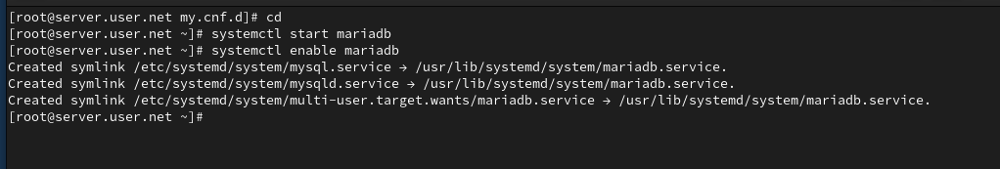 [root@server.user.net my.cnf.d]# cd
[root@server.user.net ~]# systemctl start mariadb
[root@server.user.net ~]# systemctl enable mariadb
Created symlink /etc/systemd/system/mysql.service → /usr/lib/systemd/system/mariadb.service.
Created symlink /etc/systemd/system/mysqld.service → /usr/lib/systemd/system/mariadb.service.
Created symlink /etc/systemd/system/multi-user.target.wants/mariadb.service → /usr/lib/systemd/system/mariadb.service.
[root@server.user.net ~]#